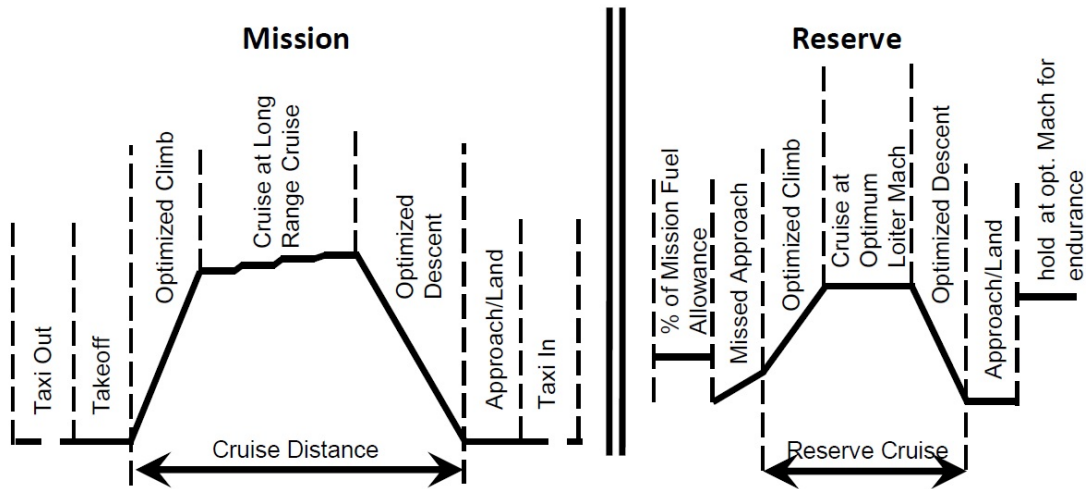 Mission
Reserve
Taxi Out
Takeoff
Optimized Climb
Cruise at Long
Range Cruise
Optimized
Descent
Approach/Land
Taxi In
Cruise Distance
% of Mission Fuel
Allowance
Missed Approach
Optimized Climb
Cruise at
Optimum
Loiter Mach
Optimized Descent
Approach/Land
hold at opt. Mach for
endurance
Reserve Cruise